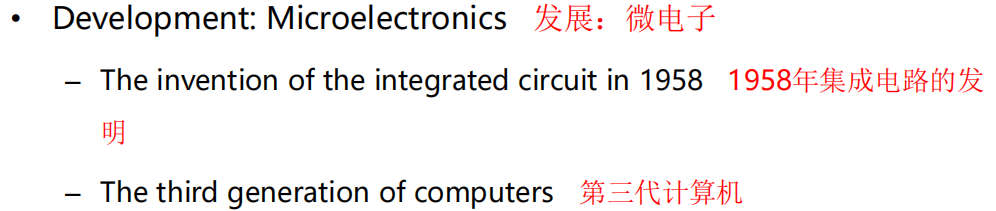 • Development: Microelectronics 发展：微电子
– The invention of the integrated circuit in 1958 1958年集成电路的发
明
– The third generation of computers 第三代计算机